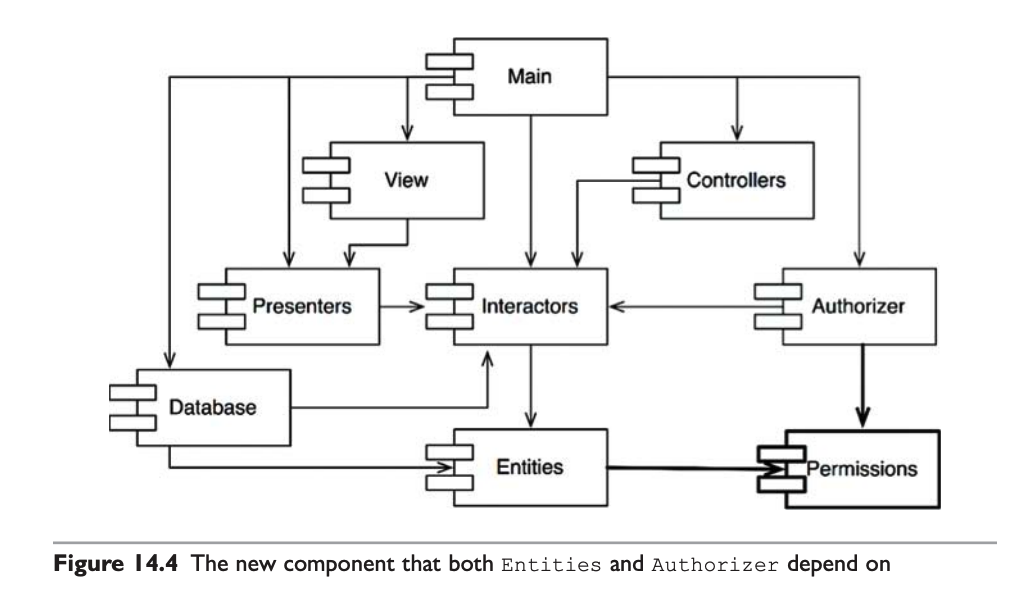 Main
View
Controllers
Presenters
Interactors
Authorizer
Database
Entities
Permissions
Figure 14.4 The new component that both Entities and Authorizer depend on